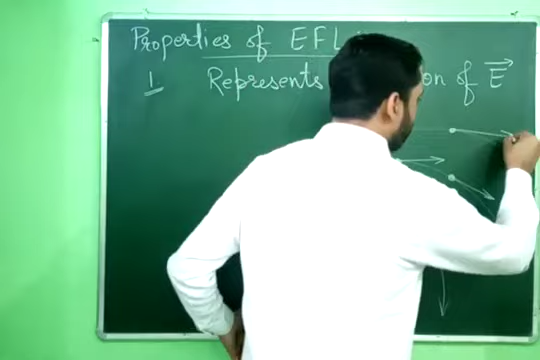 Properties of EFL
1 Represents on of E⃗